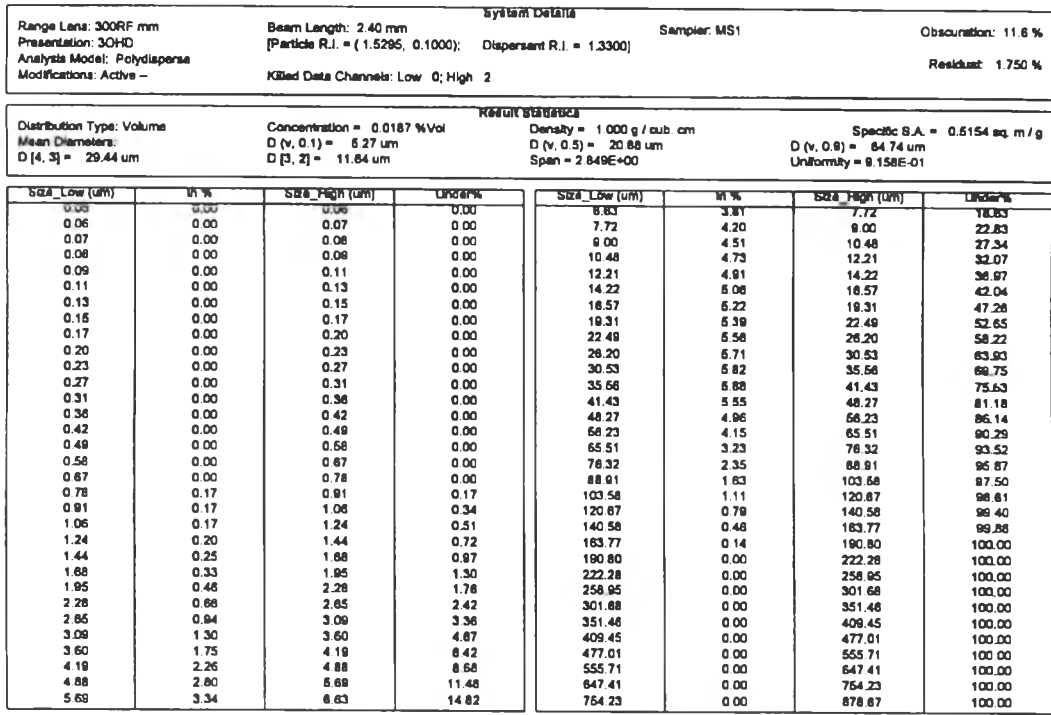 System Details
Range Lens: 300RF mm Beam Length: 2.40 mm Sampler: MS1 Obscuration: 11.6 %
Presentation: 3OHD [Particle R.I. = ( 1.5295, 0.1000); Dispersant R.I. = 1.3300]
Analysis Model: Polydisperse Residual: 1.750 %
Modifications: Active -- Killed Data Channels: Low 0; High 2
Result Statistics
Distribution Type: Volume Concentration = 0.0187 %Vol Density = 1.000 g / cub. cm Specific S.A. = 0.5154 sq. m / g
Mean Diameters: D (v, 0.1) = 5.27 um D (v, 0.5) = 20.88 um D (v, 0.9) = 64.74 um
D [4, 3] = 29.44 um D [3, 2] = 11.64 um Span = 2.849E+00 Uniformity = 9.158E-01
Size_Low (um) In % Size_High (um) Under% Size_Low (um) In % Size_High (um) Under%
0.05 0.00 0.06 0.00 6.63 3.81 7.72 18.63
0.06 0.00 0.07 0.00 7.72 4.20 9.00 22.83
0.07 0.00 0.08 0.00 9.00 4.51 10.48 27.34
0.08 0.00 0.09 0.00 10.48 4.73 12.21 32.07
0.09 0.00 0.11 0.00 12.21 4.91 14.22 36.97
0.11 0.00 0.13 0.00 14.22 5.06 16.57 42.04
0.13 0.00 0.15 0.00 16.57 5.22 19.31 47.26
0.15 0.00 0.17 0.00 19.31 5.39 22.49 52.65
0.17 0.00 0.20 0.00 22.49 5.56 26.20 58.22
0.20 0.00 0.23 0.00 26.20 5.71 30.53 63.93
0.23 0.00 0.27 0.00 30.53 5.82 35.56 69.75
0.27 0.00 0.31 0.00 35.56 5.88 41.43 75.63
0.31 0.00 0.36 0.00 41.43 5.55 48.27 81.18
0.36 0.00 0.42 0.00 48.27 4.96 56.23 86.14
0.42 0.00 0.49 0.00 56.23 4.15 65.51 90.29
0.49 0.00 0.58 0.00 65.51 3.23 76.32 93.52
0.58 0.00 0.67 0.00 76.32 2.35 88.91 95.87
0.67 0.00 0.78 0.00 88.91 1.63 103.58 97.50
0.78 0.17 0.91 0.17 103.58 1.11 120.67 98.61
0.91 0.17 1.06 0.34 120.67 0.79 140.58 99.40
1.06 0.17 1.24 0.51 140.58 0.48 163.77 99.88
1.24 0.20 1.44 0.72 163.77 0.14 190.80 100.00
1.44 0.25 1.68 0.97 190.80 0.00 222.28 100.00
1.68 0.33 1.95 1.30 222.28 0.00 258.95 100.00
1.95 0.46 2.28 1.76 258.95 0.00 301.68 100.00
2.28 0.66 2.65 2.42 301.68 0.00 351.46 100.00
2.65 0.94 3.09 3.36 351.46 0.00 409.45 100.00
3.09 1.30 3.60 4.67 409.45 0.00 477.01 100.00
3.60 1.75 4.19 6.42 477.01 0.00 555.71 100.00
4.19 2.26 4.88 8.68 555.71 0.00 647.41 100.00
4.88 2.80 5.69 11.48 647.41 0.00 754.23 100.00
5.69 3.34 6.63 14.82 754.23 0.00 878.67 100.00